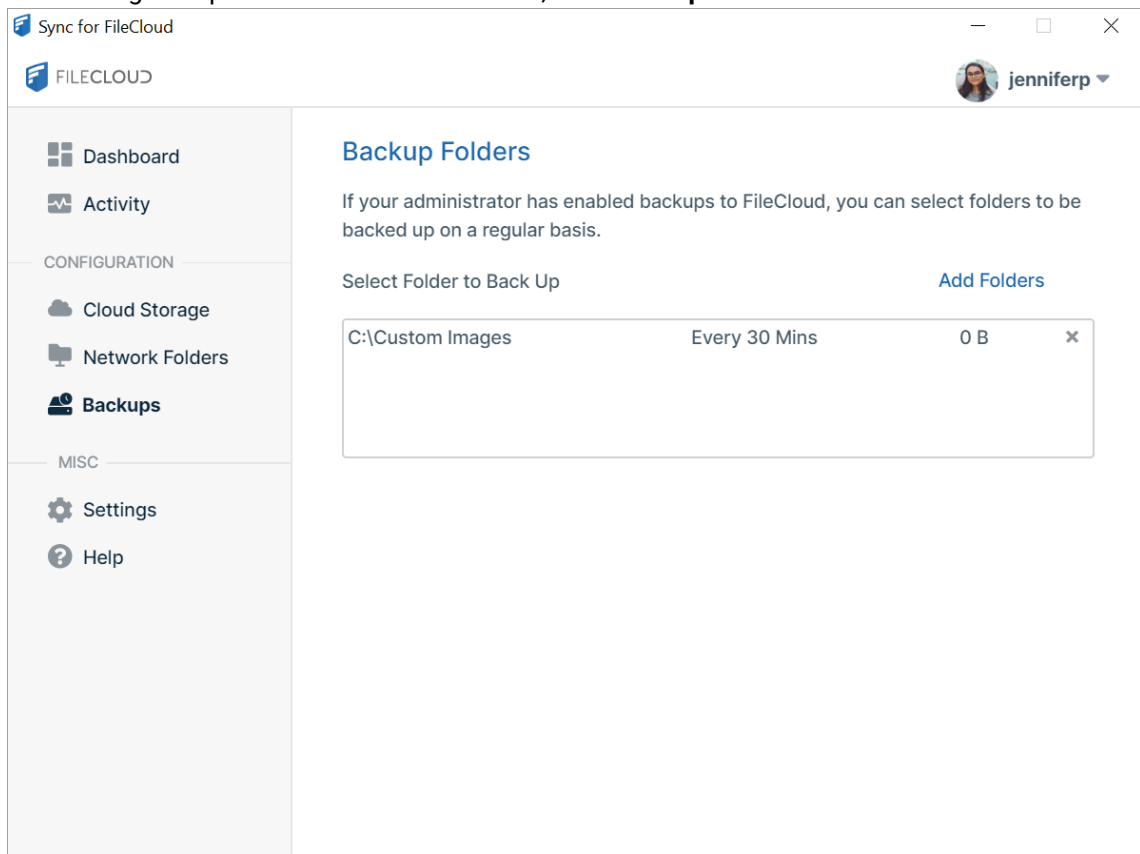 Sync for FileCloud
FILECLOUD
jenniferp
Dashboard
Activity
CONFIGURATION
Cloud Storage
Network Folders
Backups
MISC
Settings
Help
Backup Folders
If your administrator has enabled backups to FileCloud, you can select folders to be
backed up on a regular basis.
Select Folder to Back Up Add Folders
C:\Custom Images Every 30 Mins 0 B